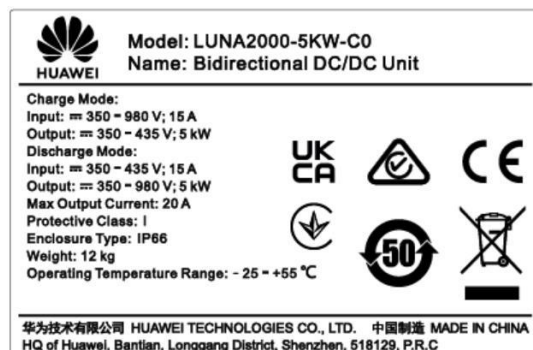 HUAWEI
Model: LUNA2000-5KW-C0
Name: Bidirectional DC/DC Unit
Charge Mode:
Input: ⎓ 350 - 980 V; 15 A
Output: ⎓ 350 - 435 V; 5 kW
Discharge Mode:
Input: ⎓ 350 - 435 V; 15 A
Output: ⎓ 350 - 980 V; 5 kW
Max Output Current: 20 A
Protective Class: I
Enclosure Type: IP66
Weight: 12 kg
Operating Temperature Range: - 25 - +55 ℃
UK
CA
CE
50
华为技术有限公司 HUAWEI TECHNOLOGIES CO., LTD. 中国制造 MADE IN CHINA
HQ of Huawei, Bantian, Longgang District, Shenzhen, 518129, P.R.C